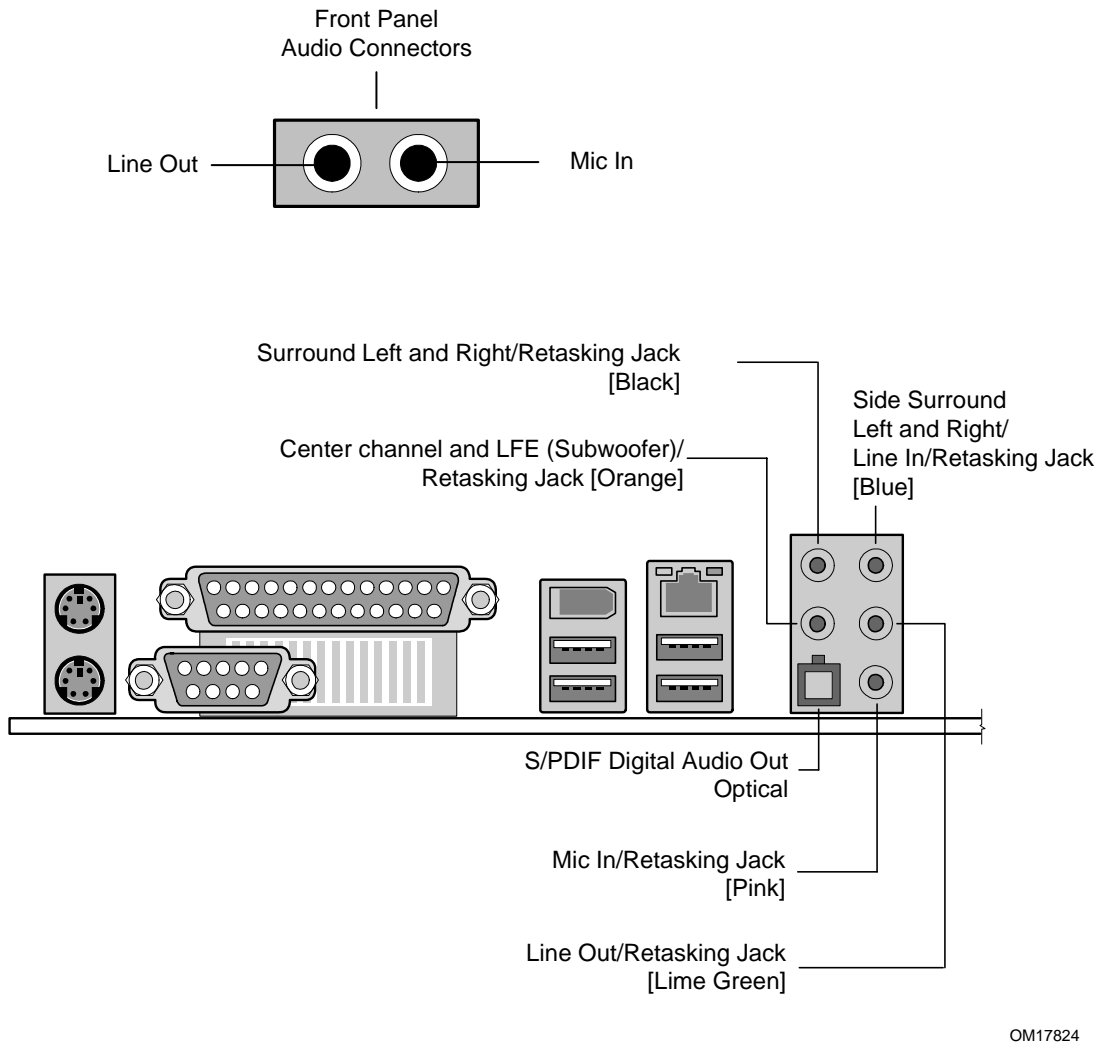 Front Panel
Audio Connectors
Line Out
Mic In
Surround Left and Right/Retasking Jack
[Black]
Side Surround
Left and Right/
Line In/Retasking Jack
[Blue]
Center channel and LFE (Subwoofer)/
Retasking Jack [Orange]
S/PDIF Digital Audio Out
Optical
Mic In/Retasking Jack
[Pink]
Line Out/Retasking Jack
[Lime Green]
OM17824